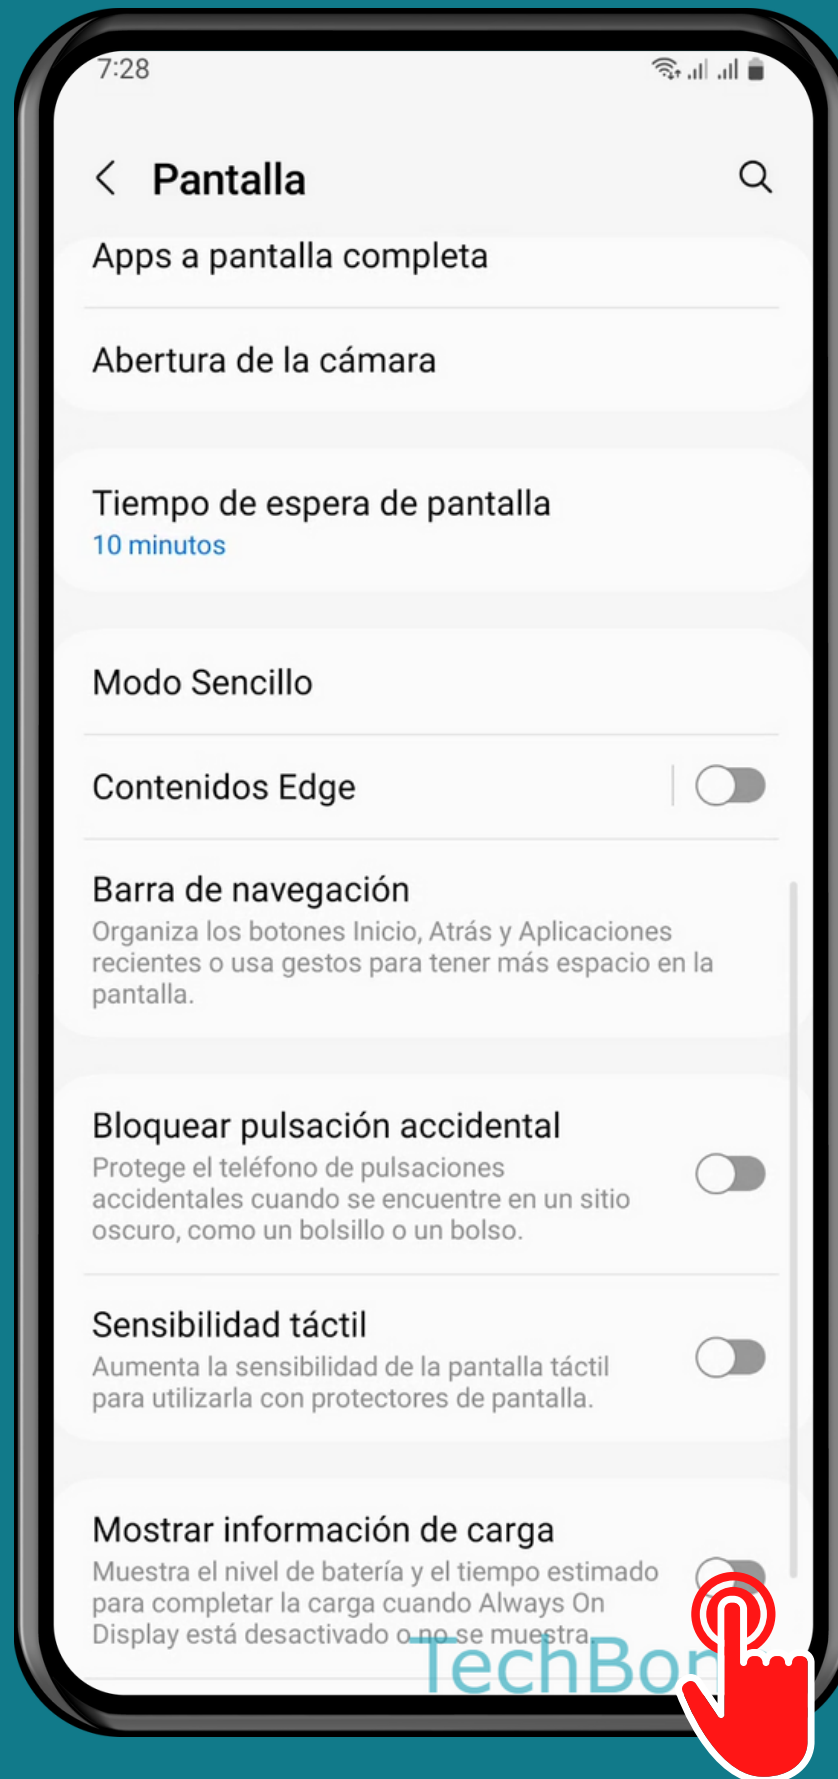 7:28
Pantalla
Apps a pantalla completa
Abertura de la cámara
Tiempo de espera de pantalla
10 minutos
Modo Sencillo
Contenidos Edge
Barra de navegación
Organiza los botones Inicio, Atrás y Aplicaciones
recientes o usa gestos para tener más espacio en la
pantalla.
Bloquear pulsación accidental
Protege el teléfono de pulsaciones
accidentales cuando se encuentre en un sitio
oscuro, como un bolsillo o un bolso.
Sensibilidad táctil
Aumenta la sensibilidad de la pantalla táctil
para utilizarla con protectores de pantalla.
Mostrar información de carga
Muestra el nivel de batería y el tiempo estimado
para completar la carga cuando Always On
Display está desactivado o no se muestra.